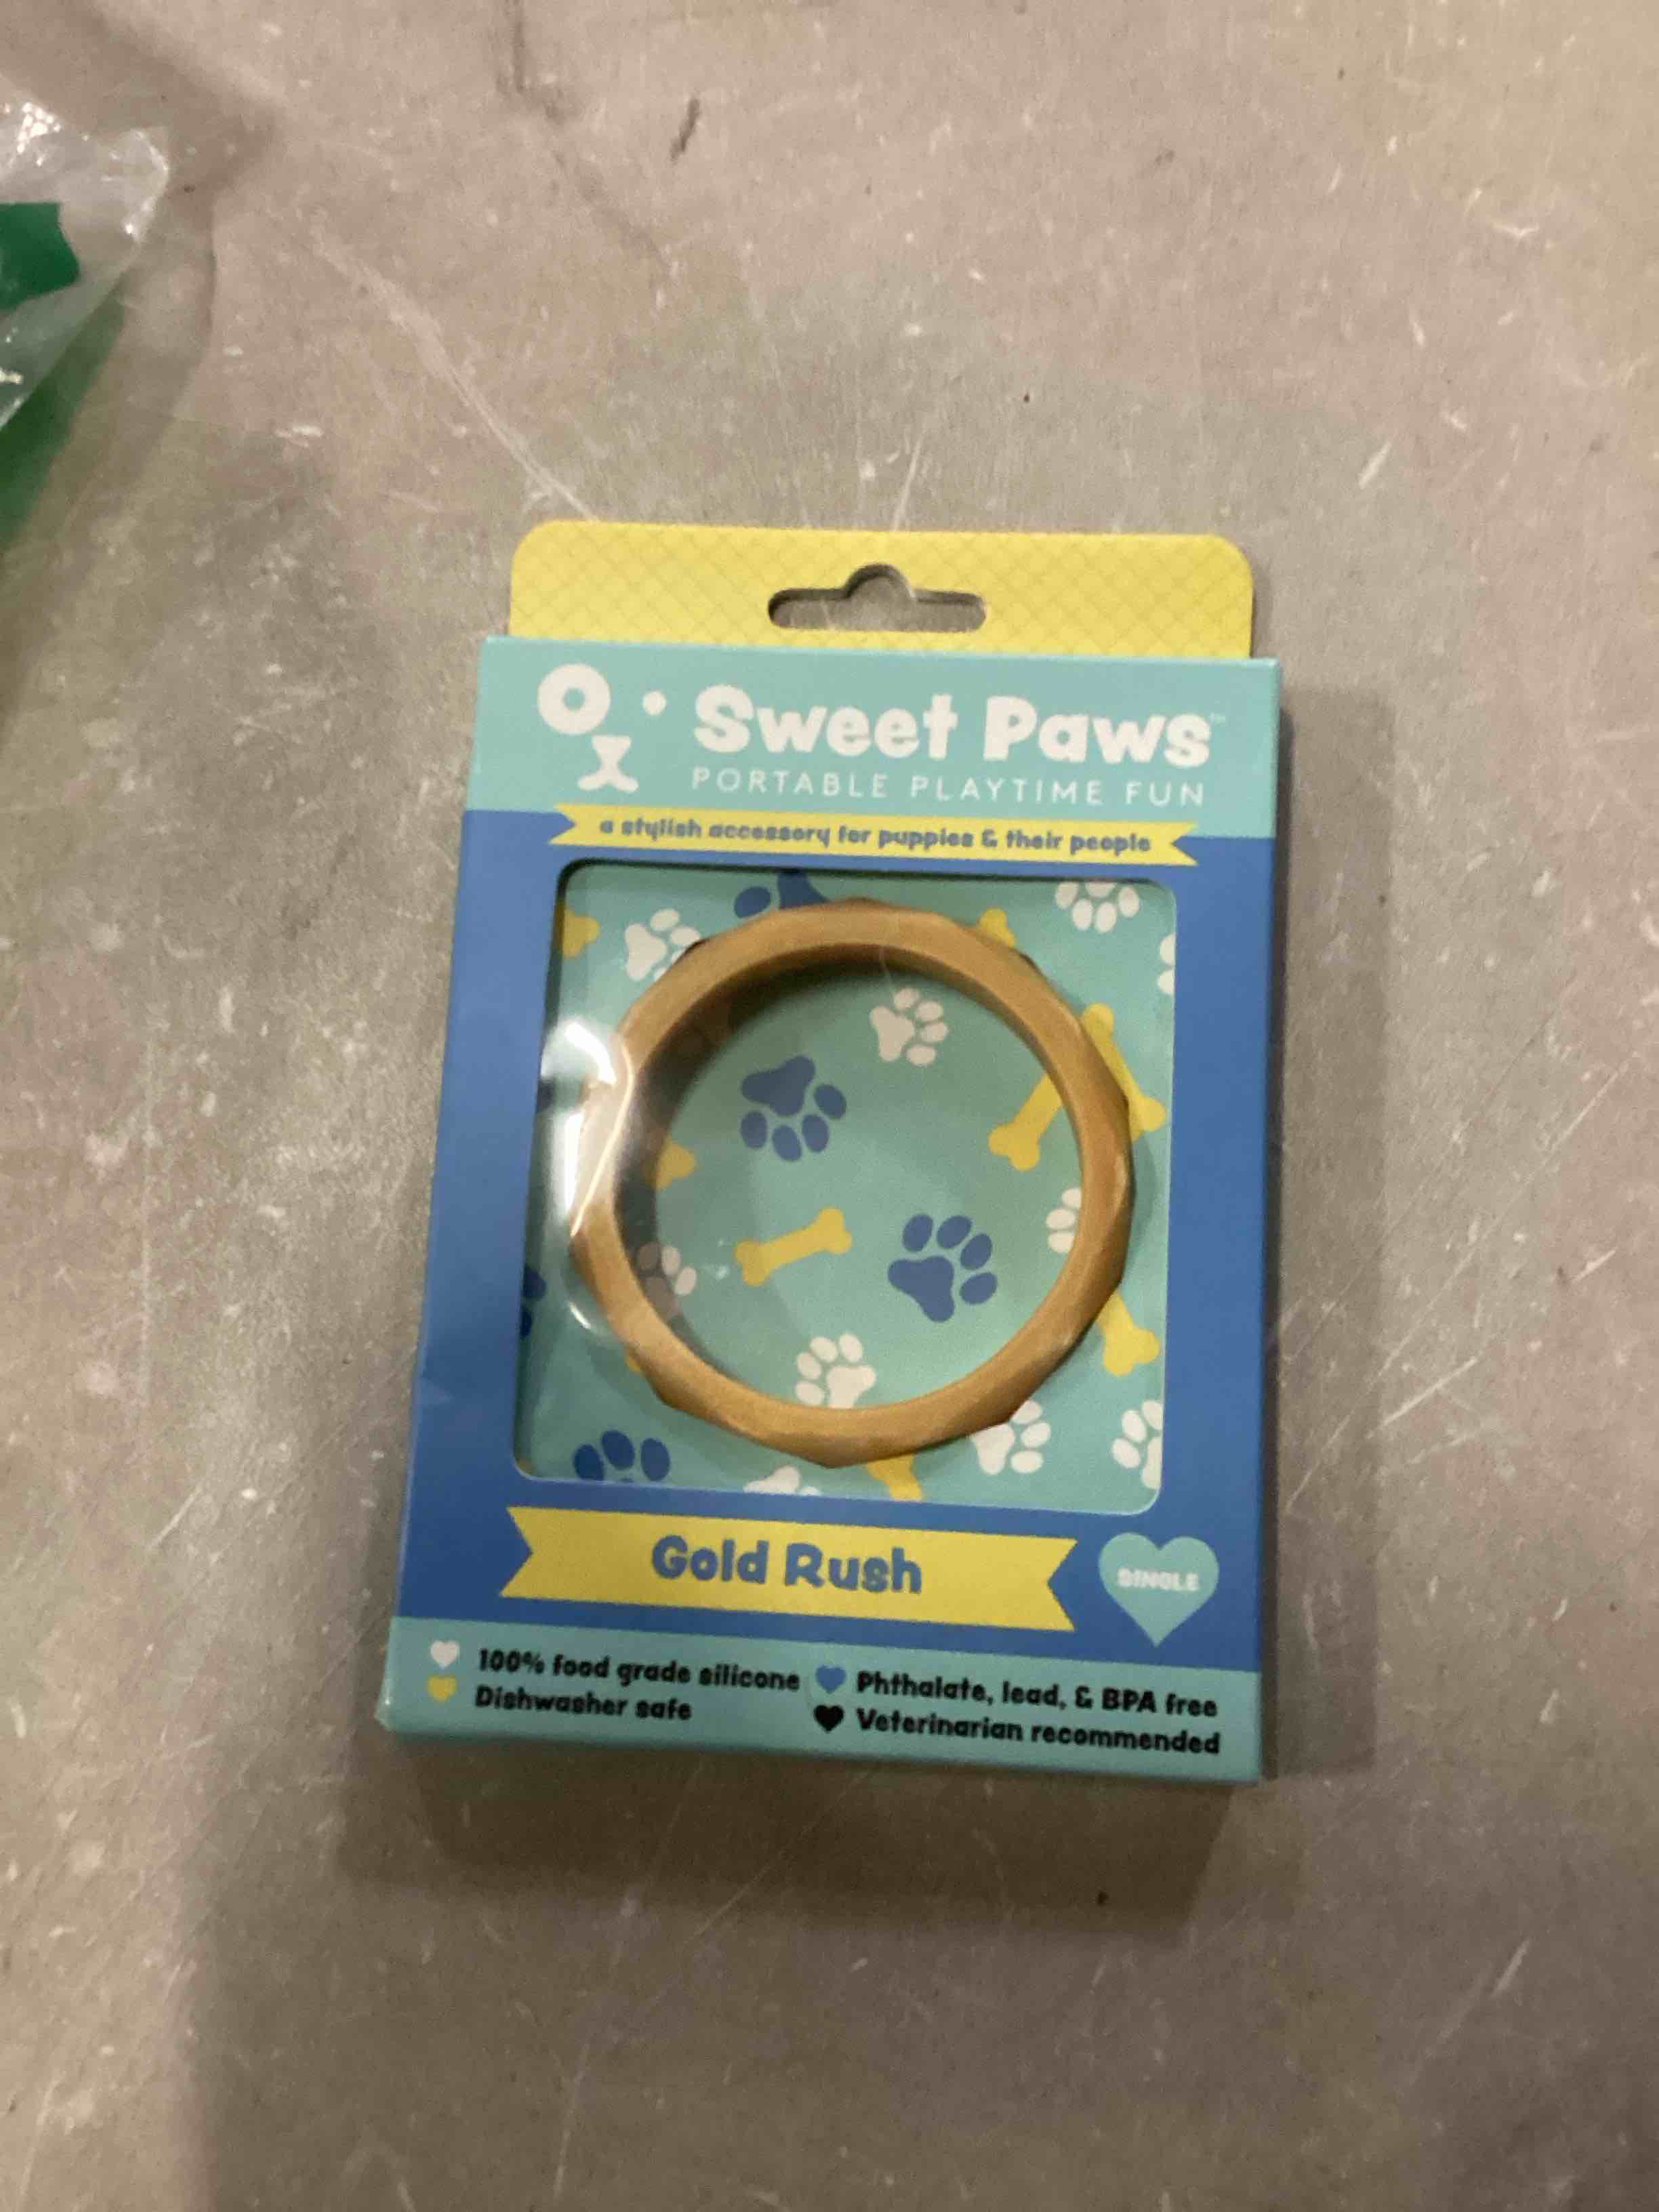 Sweet Paws™
PORTABLE PLAYTIME FUN
a stylish accessory for puppies & their people
Gold Rush
SINGLE
100% food grade silicone
Dishwasher safe
Phthalate, lead, & BPA free
Veterinarian recommended